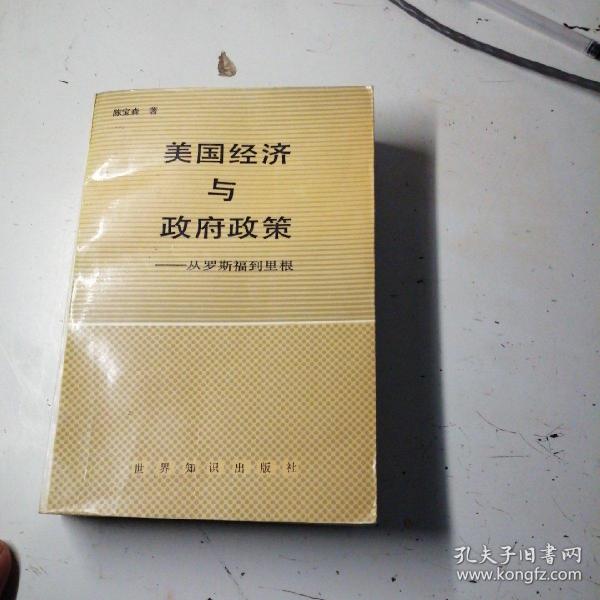 陈宝森 著
美国经济
与
政府政策
——从罗斯福到里根
世界知识出版社
孔夫子旧书网
www.kongfz.com